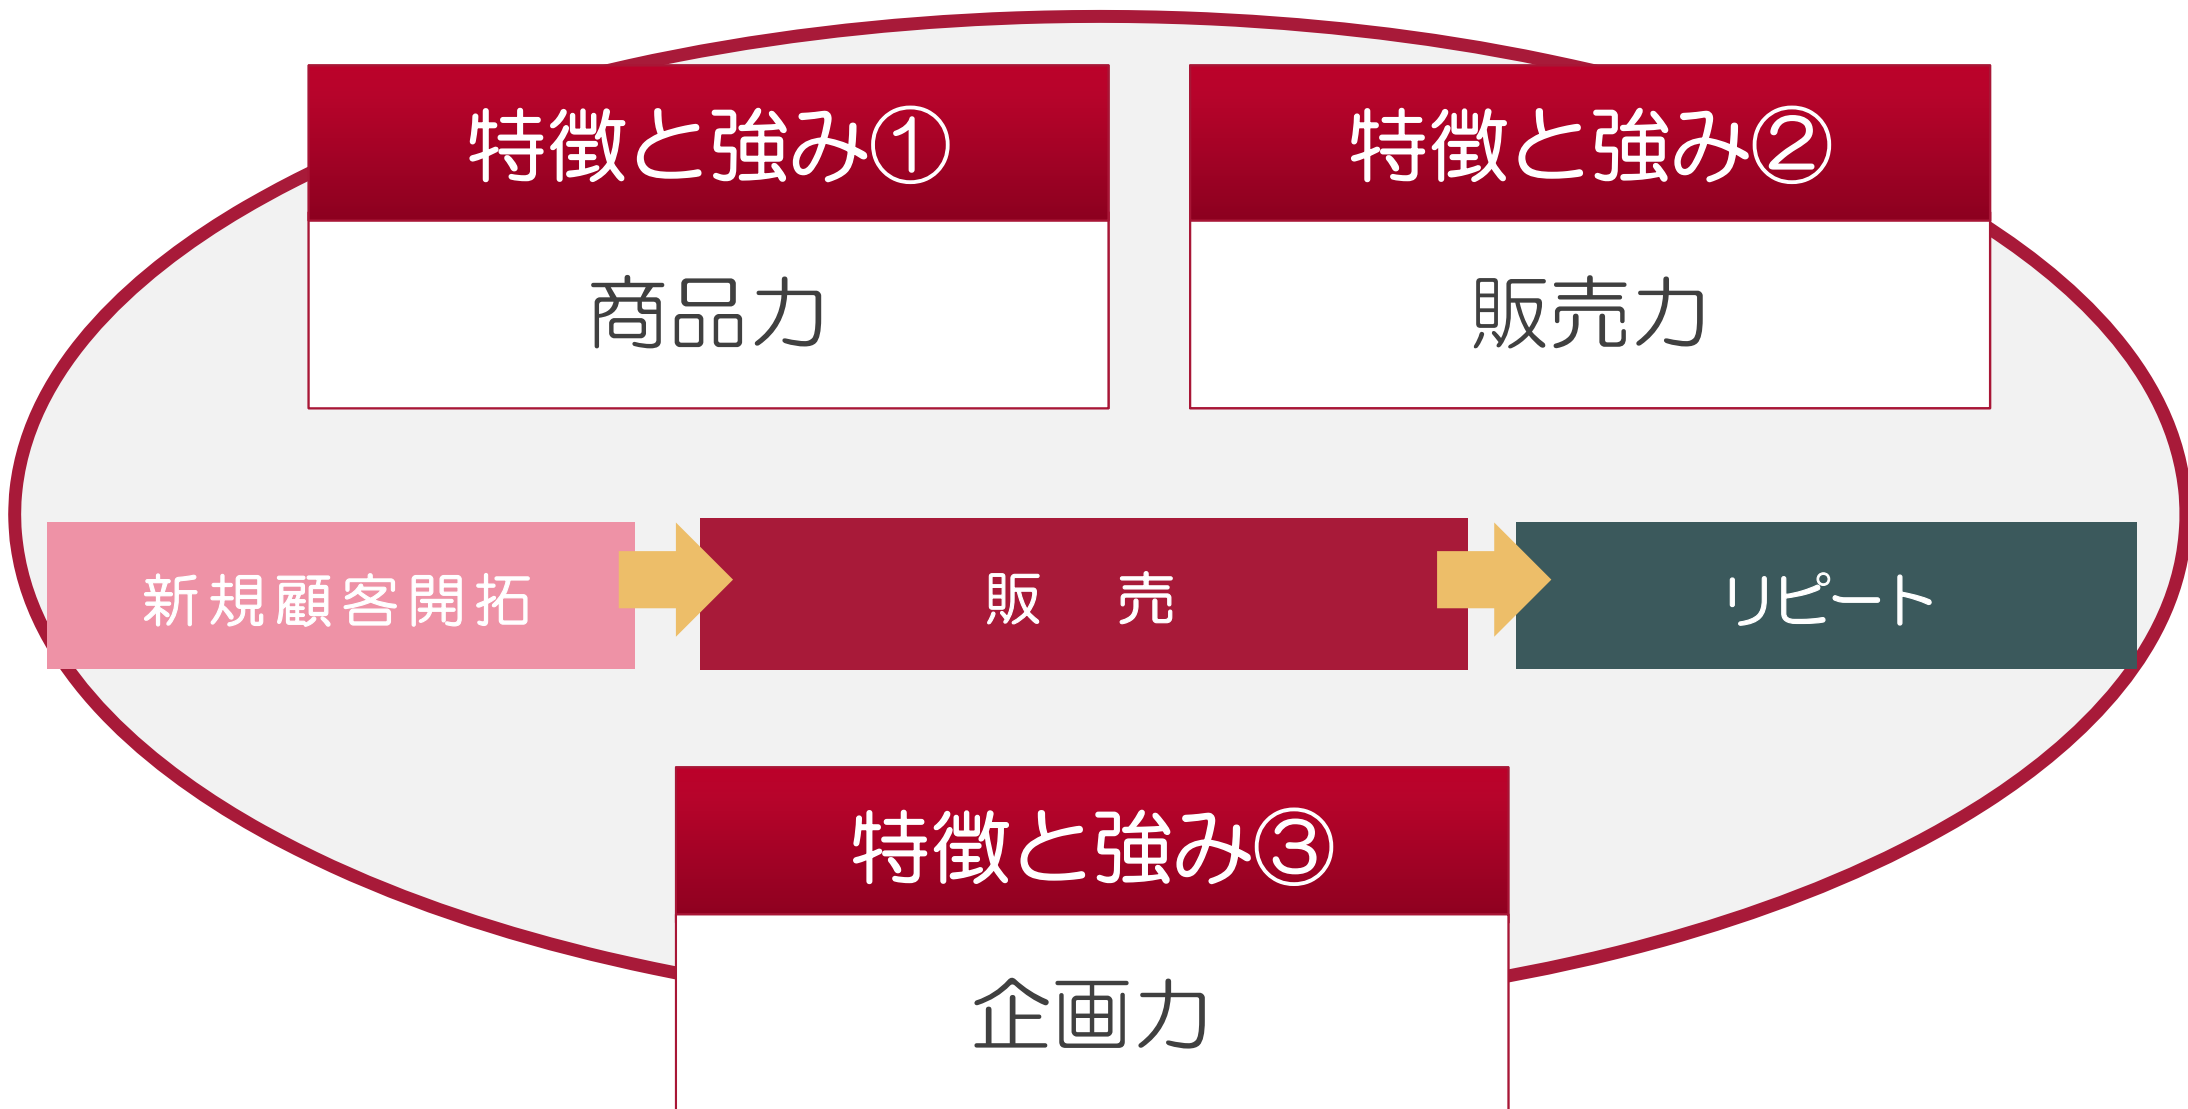 特徴と強み①
商品力
特徴と強み②
販売力
新規顧客開拓
販　売
リピート
特徴と強み③
企画力